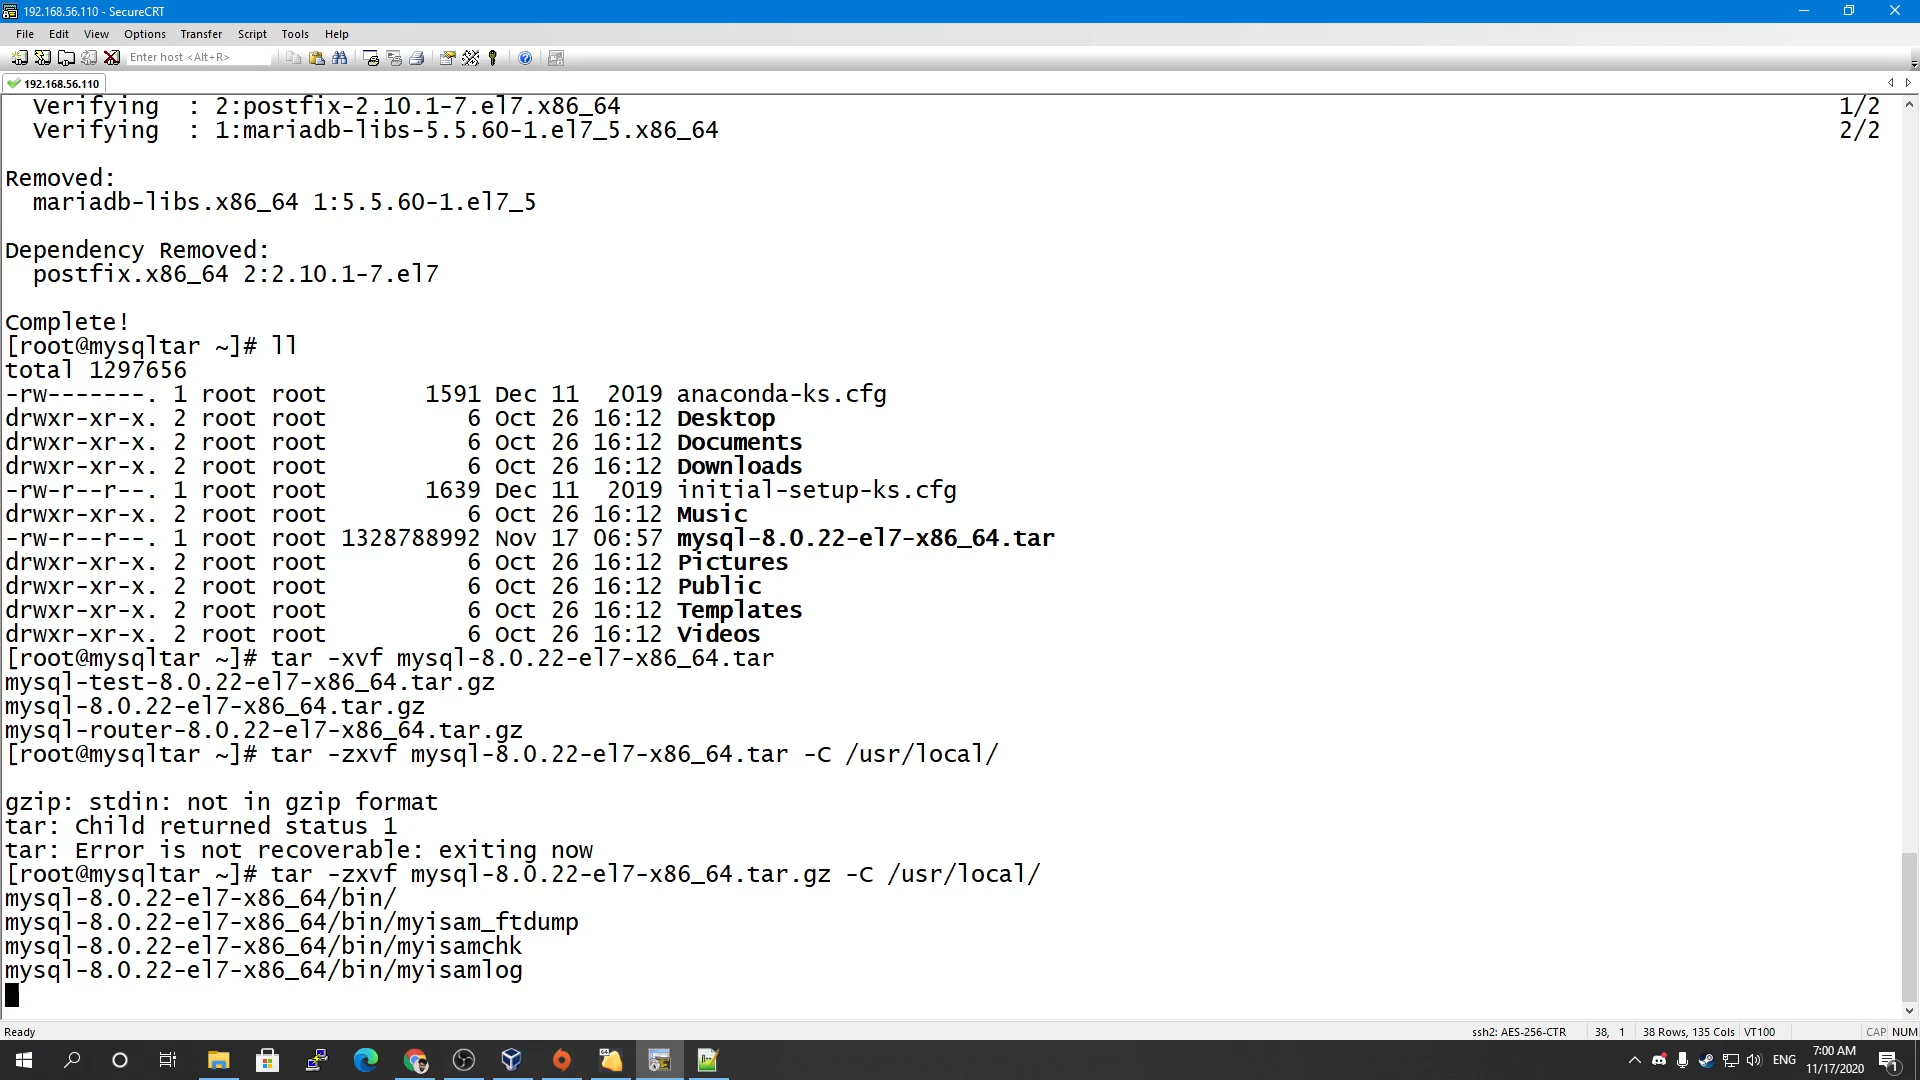 192.168.56.110 - SecureCRT
File Edit View Options Transfer Script Tools Help
Enter host <Alt+R>
192.168.56.110
Verifying  : 2:postfix-2.10.1-7.el7.x86_64 1/2
Verifying  : 1:mariadb-libs-5.5.60-1.el7_5.x86_64 2/2
Removed:
mariadb-libs.x86_64 1:5.5.60-1.el7_5
Dependency Removed:
postfix.x86_64 2:2.10.1-7.el7
Complete!
[root@mysqltar ~]# ll
total 1297656
-rw-------. 1 root root       1591 Dec 11  2019 anaconda-ks.cfg
drwxr-xr-x. 2 root root          6 Oct 26 16:12 Desktop
drwxr-xr-x. 2 root root          6 Oct 26 16:12 Documents
drwxr-xr-x. 2 root root          6 Oct 26 16:12 Downloads
-rw-r--r--. 1 root root       1639 Dec 11  2019 initial-setup-ks.cfg
drwxr-xr-x. 2 root root          6 Oct 26 16:12 Music
-rw-r--r--. 1 root root 1328788992 Nov 17 06:57 mysql-8.0.22-el7-x86_64.tar
drwxr-xr-x. 2 root root          6 Oct 26 16:12 Pictures
drwxr-xr-x. 2 root root          6 Oct 26 16:12 Public
drwxr-xr-x. 2 root root          6 Oct 26 16:12 Templates
drwxr-xr-x. 2 root root          6 Oct 26 16:12 Videos
[root@mysqltar ~]# tar -xvf mysql-8.0.22-el7-x86_64.tar
mysql-test-8.0.22-el7-x86_64.tar.gz
mysql-8.0.22-el7-x86_64.tar.gz
mysql-router-8.0.22-el7-x86_64.tar.gz
[root@mysqltar ~]# tar -zxvf mysql-8.0.22-el7-x86_64.tar -C /usr/local/
gzip: stdin: not in gzip format
tar: Child returned status 1
tar: Error is not recoverable: exiting now
[root@mysqltar ~]# tar -zxvf mysql-8.0.22-el7-x86_64.tar.gz -C /usr/local/
mysql-8.0.22-el7-x86_64/bin/
mysql-8.0.22-el7-x86_64/bin/myisam_ftdump
mysql-8.0.22-el7-x86_64/bin/myisamchk
mysql-8.0.22-el7-x86_64/bin/myisamlog
Ready ssh2: AES-256-CTR 38, 1 38 Rows, 135 Cols VT100 CAP NUM
ENG 7:00 AM
11/17/2020 1